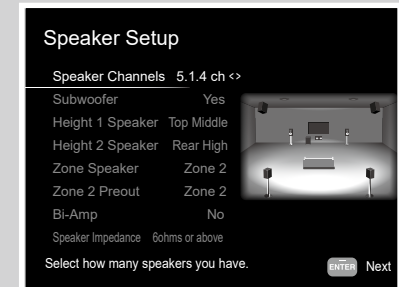 Speaker Setup
Speaker Channels 5.1.4 ch <>
Subwoofer Yes
Height 1 Speaker Top Middle
Height 2 Speaker Rear High
Zone Speaker Zone 2
Zone 2 Preout Zone 2
Bi-Amp No
Speaker Impedance 6ohms or above
Select how many speakers you have.
ENTER Next